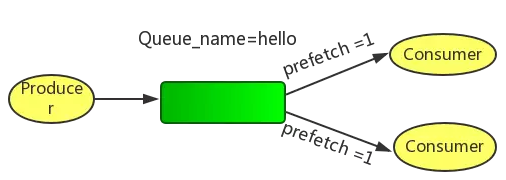 Queue_name=hello
prefetch =1
Consumer
Produce
r
prefetch =1
Consumer